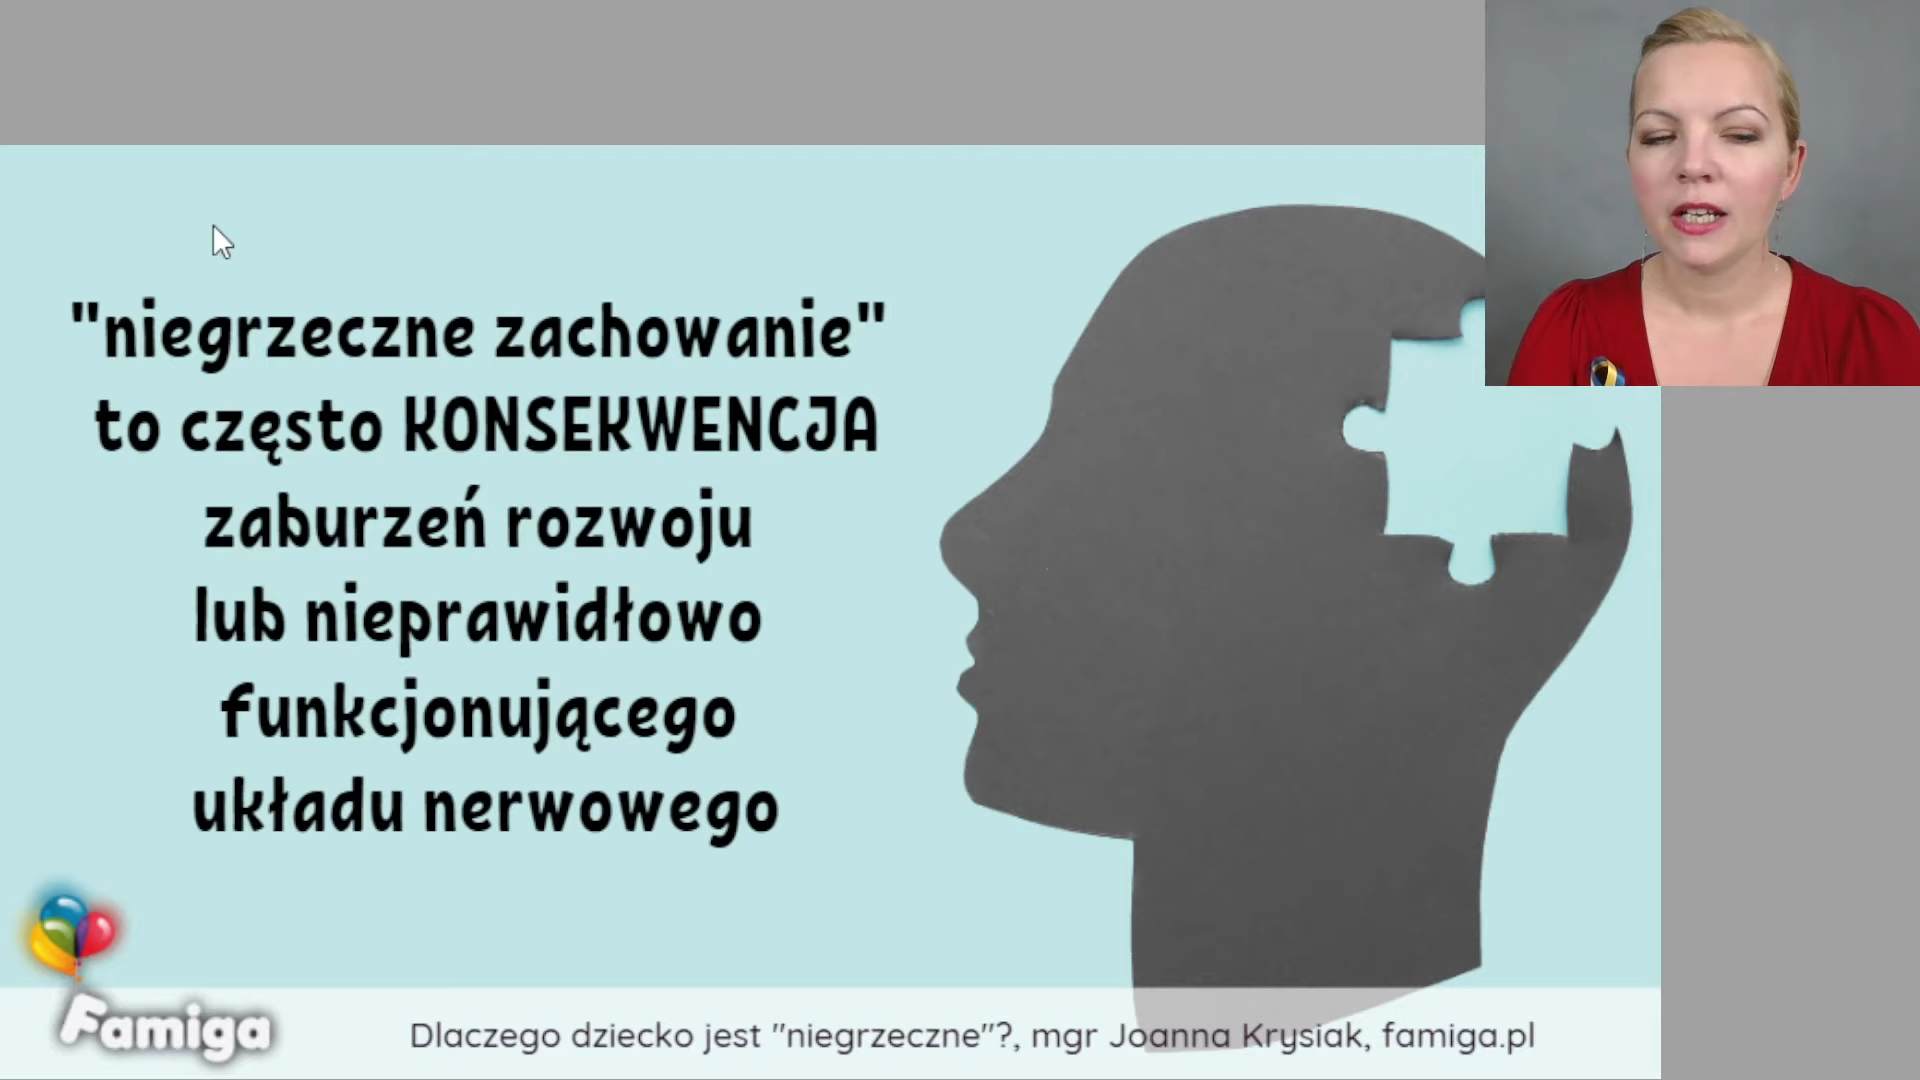 "niegrzeczne zachowanie"
to często KONSEKWENCJA
zaburzeń rozwoju
lub nieprawidłowo
funkcjonującego
układu nerwowego
Famiga
Dlaczego dziecko jest "niegrzeczne"?, mgr Joanna Krysiak, famiga.pl